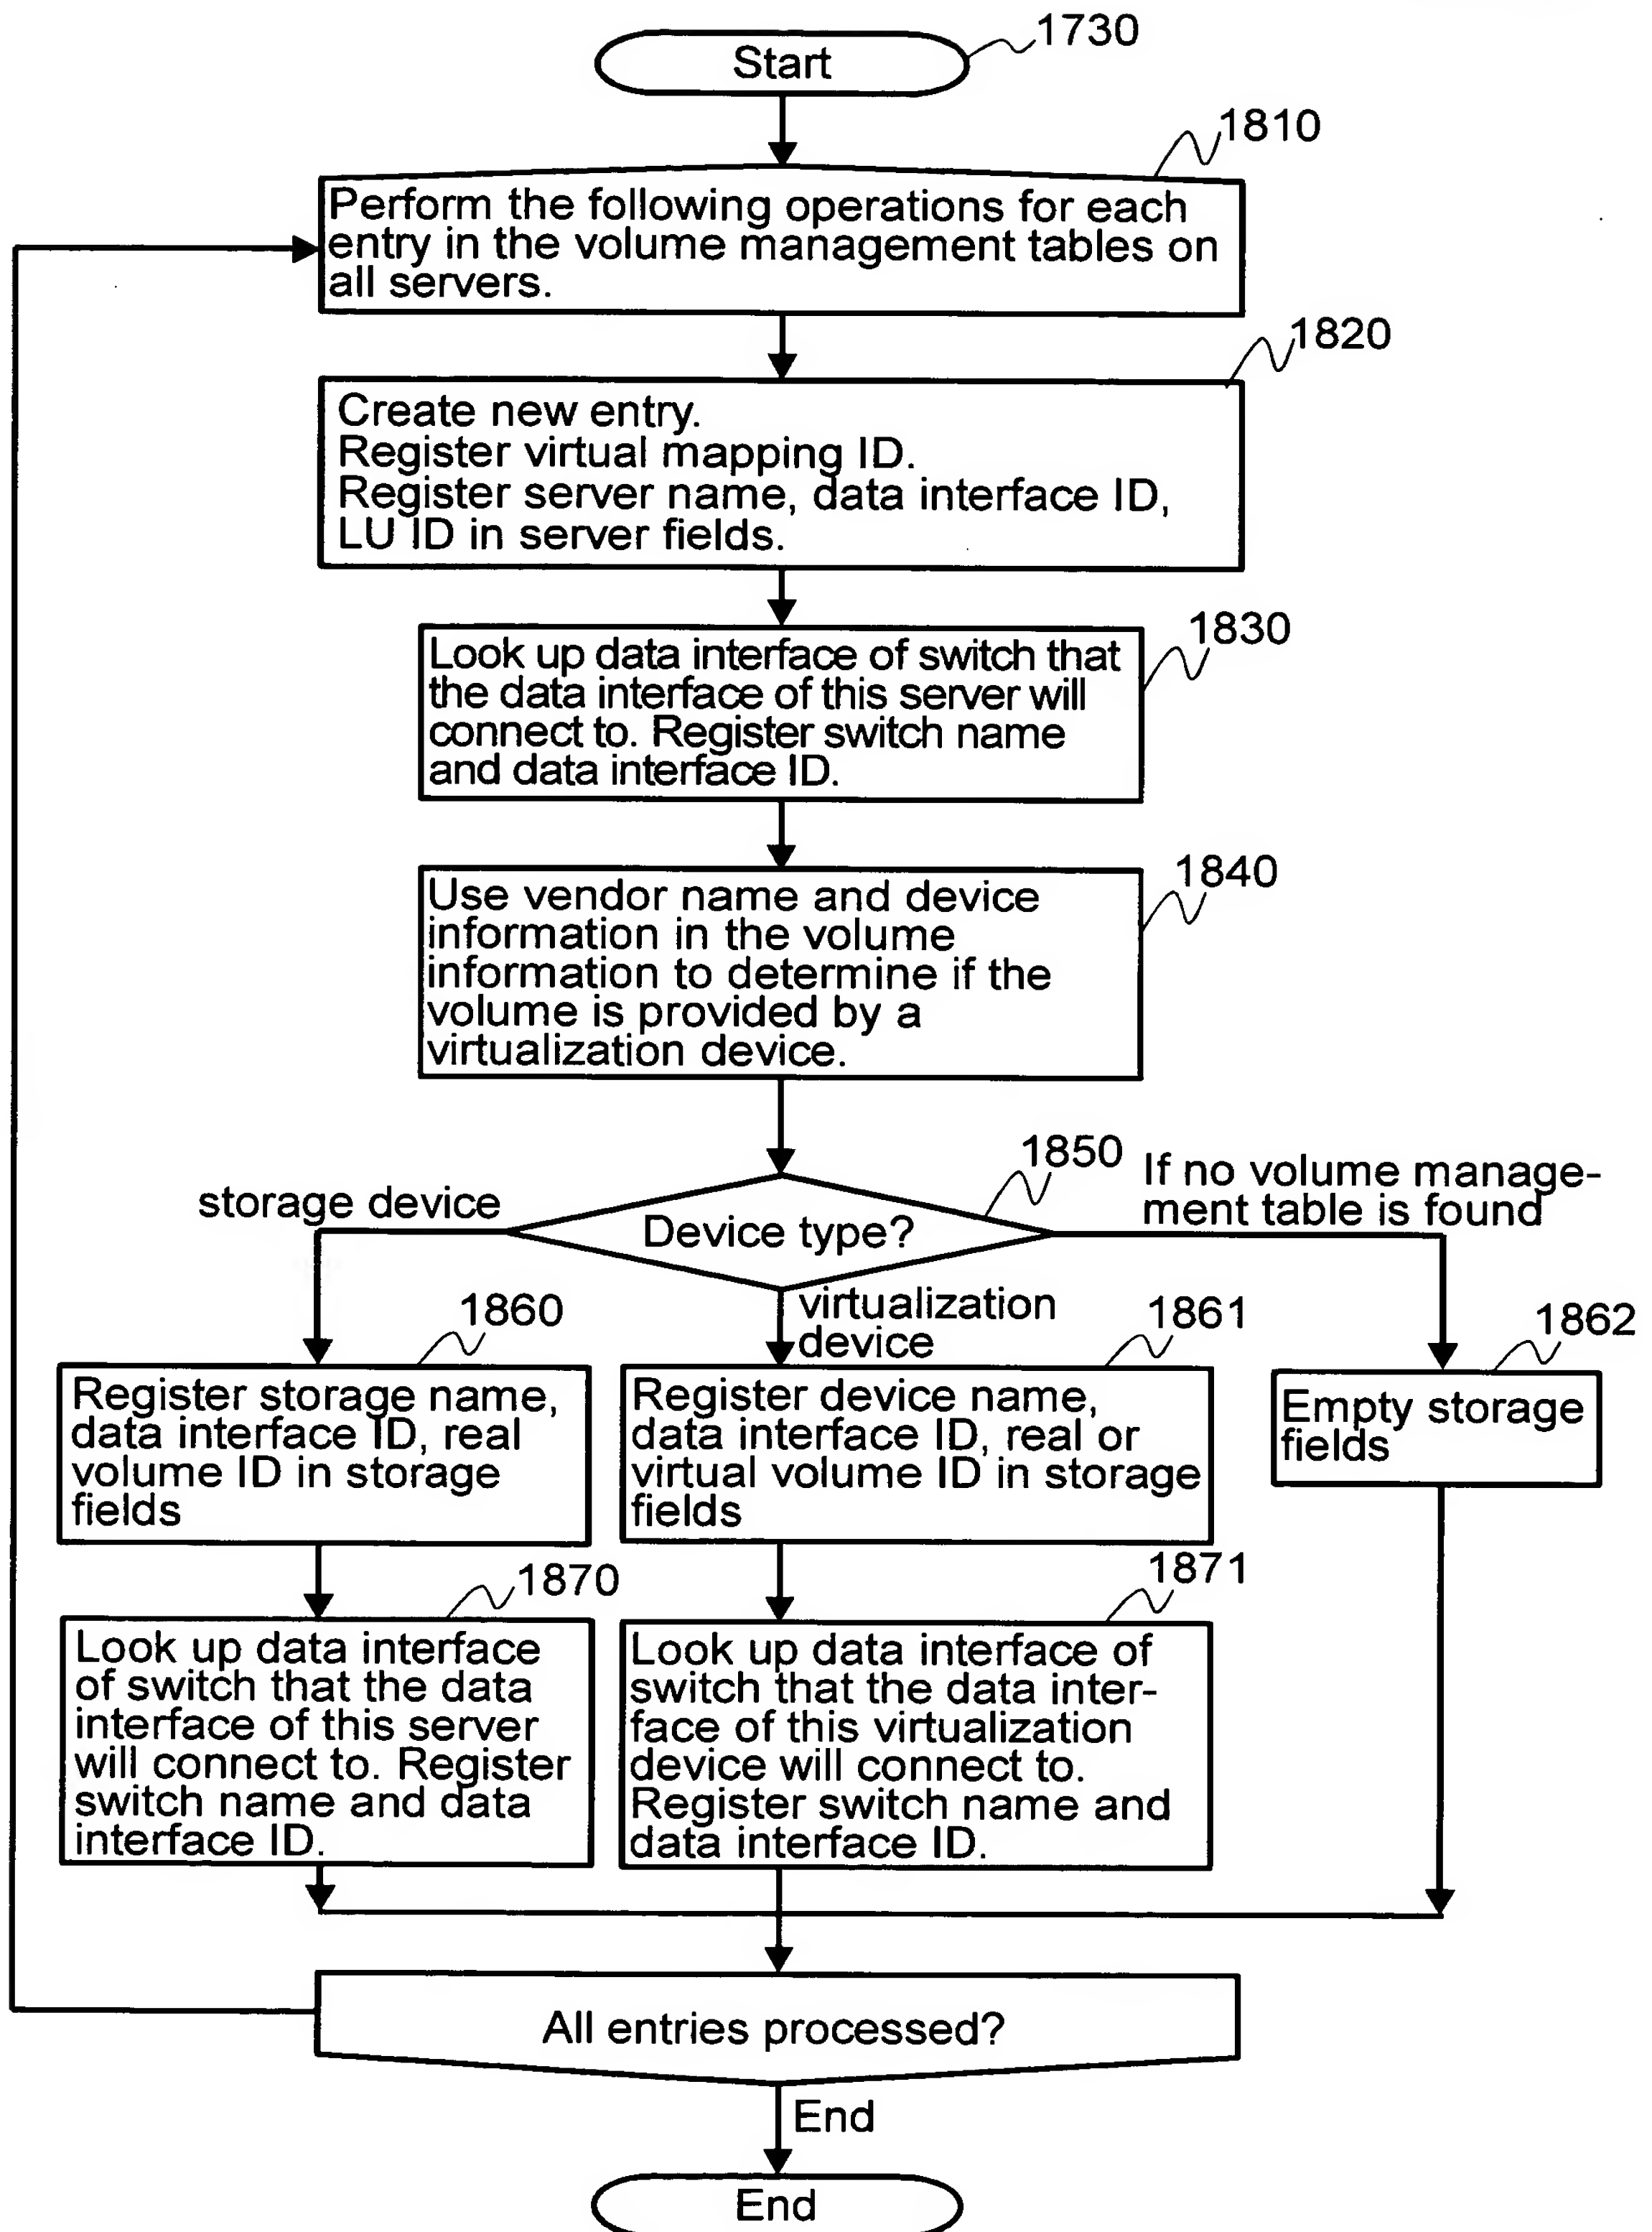 1730
Start
1810
Perform the following operations for each
entry in the volume management tables on
all servers.
1820
Create new entry.
Register virtual mapping ID.
Register server name, data interface ID,
LU ID in server fields.
1830
Look up data interface of switch that
the data interface of this server will
connect to. Register switch name
and data interface ID.
1840
Use vendor name and device
information in the volume
information to determine if the
volume is provided by a
virtualization device.
1850
storage device
Device type?
If no volume manage-
ment table is found
virtualization
device
1860
Register storage name,
data interface ID, real
volume ID in storage
fields
1861
Register device name,
data interface ID, real or
virtual volume ID in storage
fields
1862
Empty storage
fields
1870
Look up data interface
of switch that the data
interface of this server
will connect to. Register
switch name and data
interface ID.
1871
Look up data interface of
switch that the data inter-
face of this virtualization
device will connect to.
Register switch name and
data interface ID.
All entries processed?
End
End